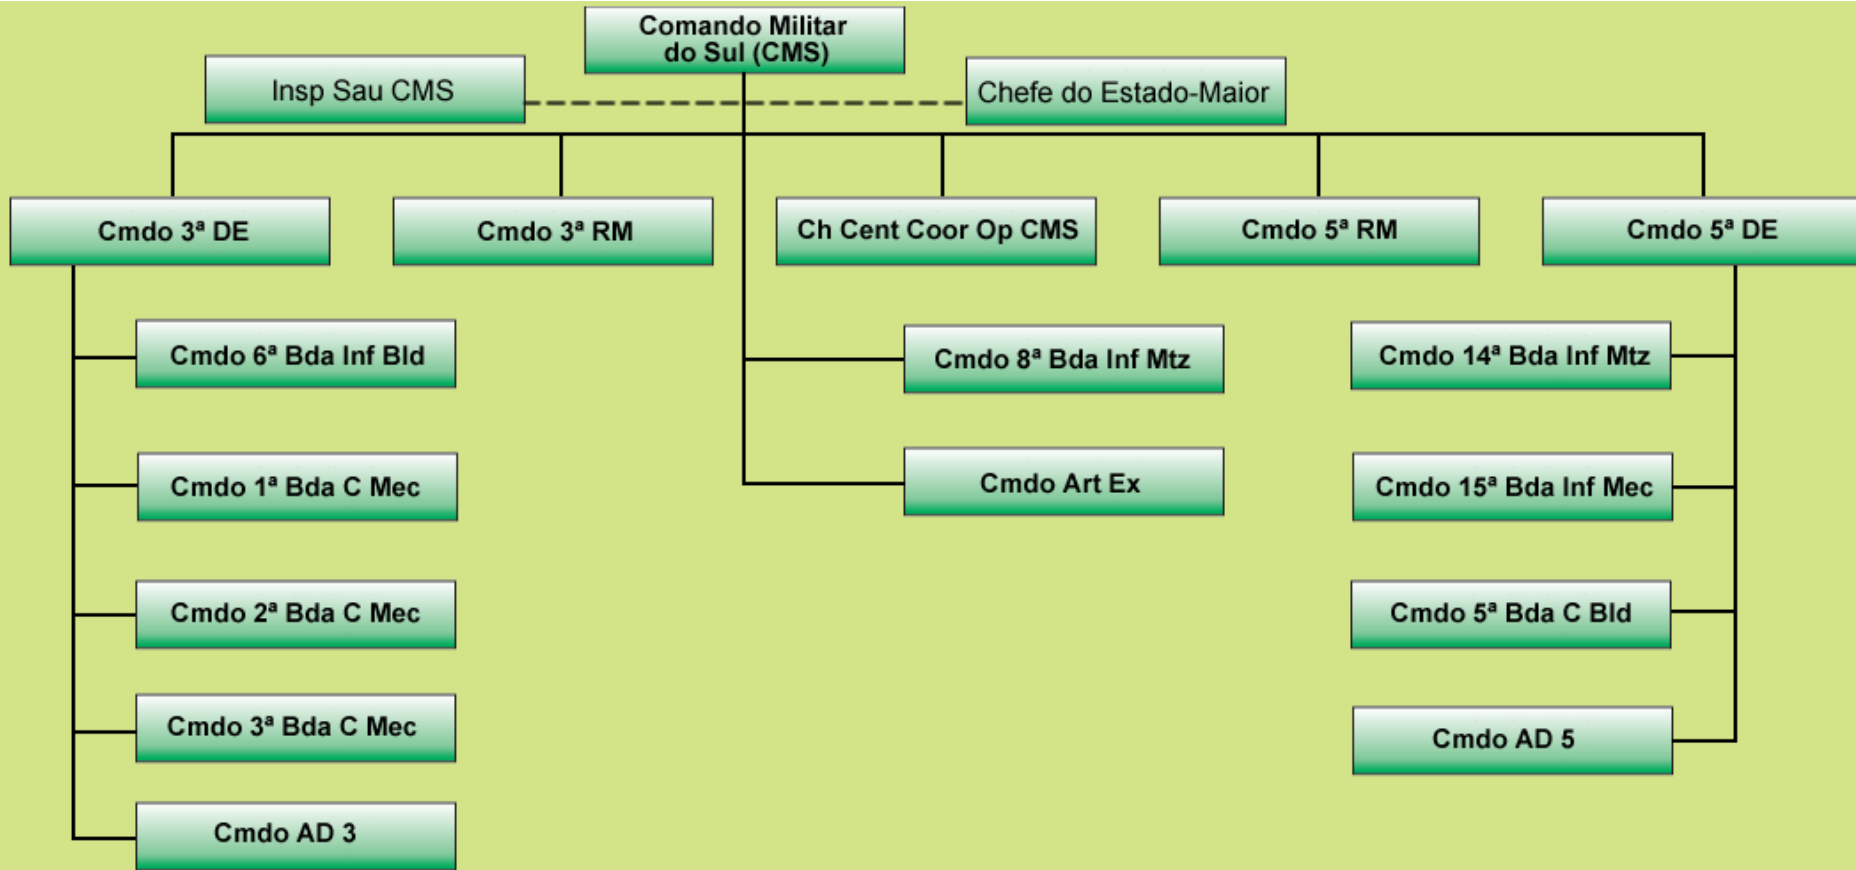 Comando Militar
do Sul (CMS)
Insp Sau CMS
Chefe do Estado-Maior
Cmdo 3ª DE
Cmdo 3ª RM
Ch Cent Coor Op CMS
Cmdo 5ª RM
Cmdo 5ª DE
Cmdo 6ª Bda Inf Bld
Cmdo 1ª Bda C Mec
Cmdo 2ª Bda C Mec
Cmdo 3ª Bda C Mec
Cmdo AD 3
Cmdo 8ª Bda Inf Mtz
Cmdo Art Ex
Cmdo 14ª Bda Inf Mtz
Cmdo 15ª Bda Inf Mec
Cmdo 5ª Bda C Bld
Cmdo AD 5